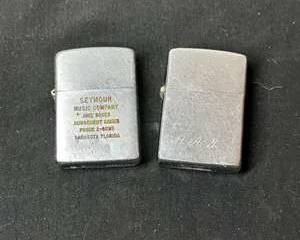 SEYMOUR
MUSIC COMPANY
JUKE BOXES
AMUSEMENT GAMES
PHONE
SARASOTA FLORIDA